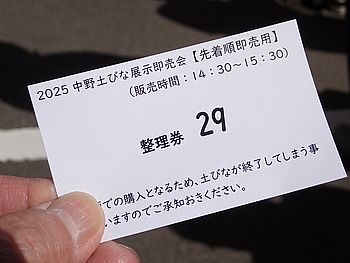 2025 中野土びな展示即売会【先着順即売用】
（販売時間：14：30～15：30）
整理券 29
での購入となるため、土びなが終了してしまう事
いますのでご承知おきください。